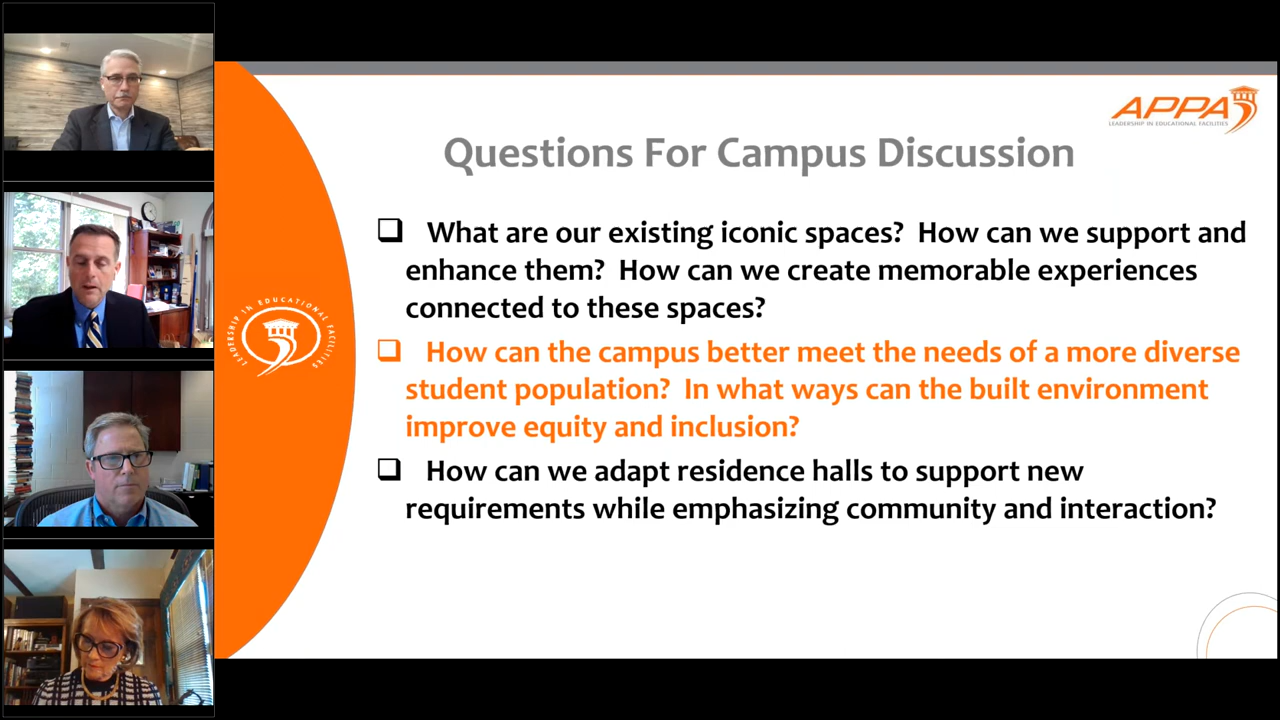 APPA
LEADERSHIP IN EDUCATIONAL FACILITIES
Questions For Campus Discussion
What are our existing iconic spaces? How can we support and
enhance them? How can we create memorable experiences
connected to these spaces?
How can the campus better meet the needs of a more diverse
student population? In what ways can the built environment
improve equity and inclusion?
How can we adapt residence halls to support new
requirements while emphasizing community and interaction?
LEADERSHIP in EDUCATIONAL FACILITIES